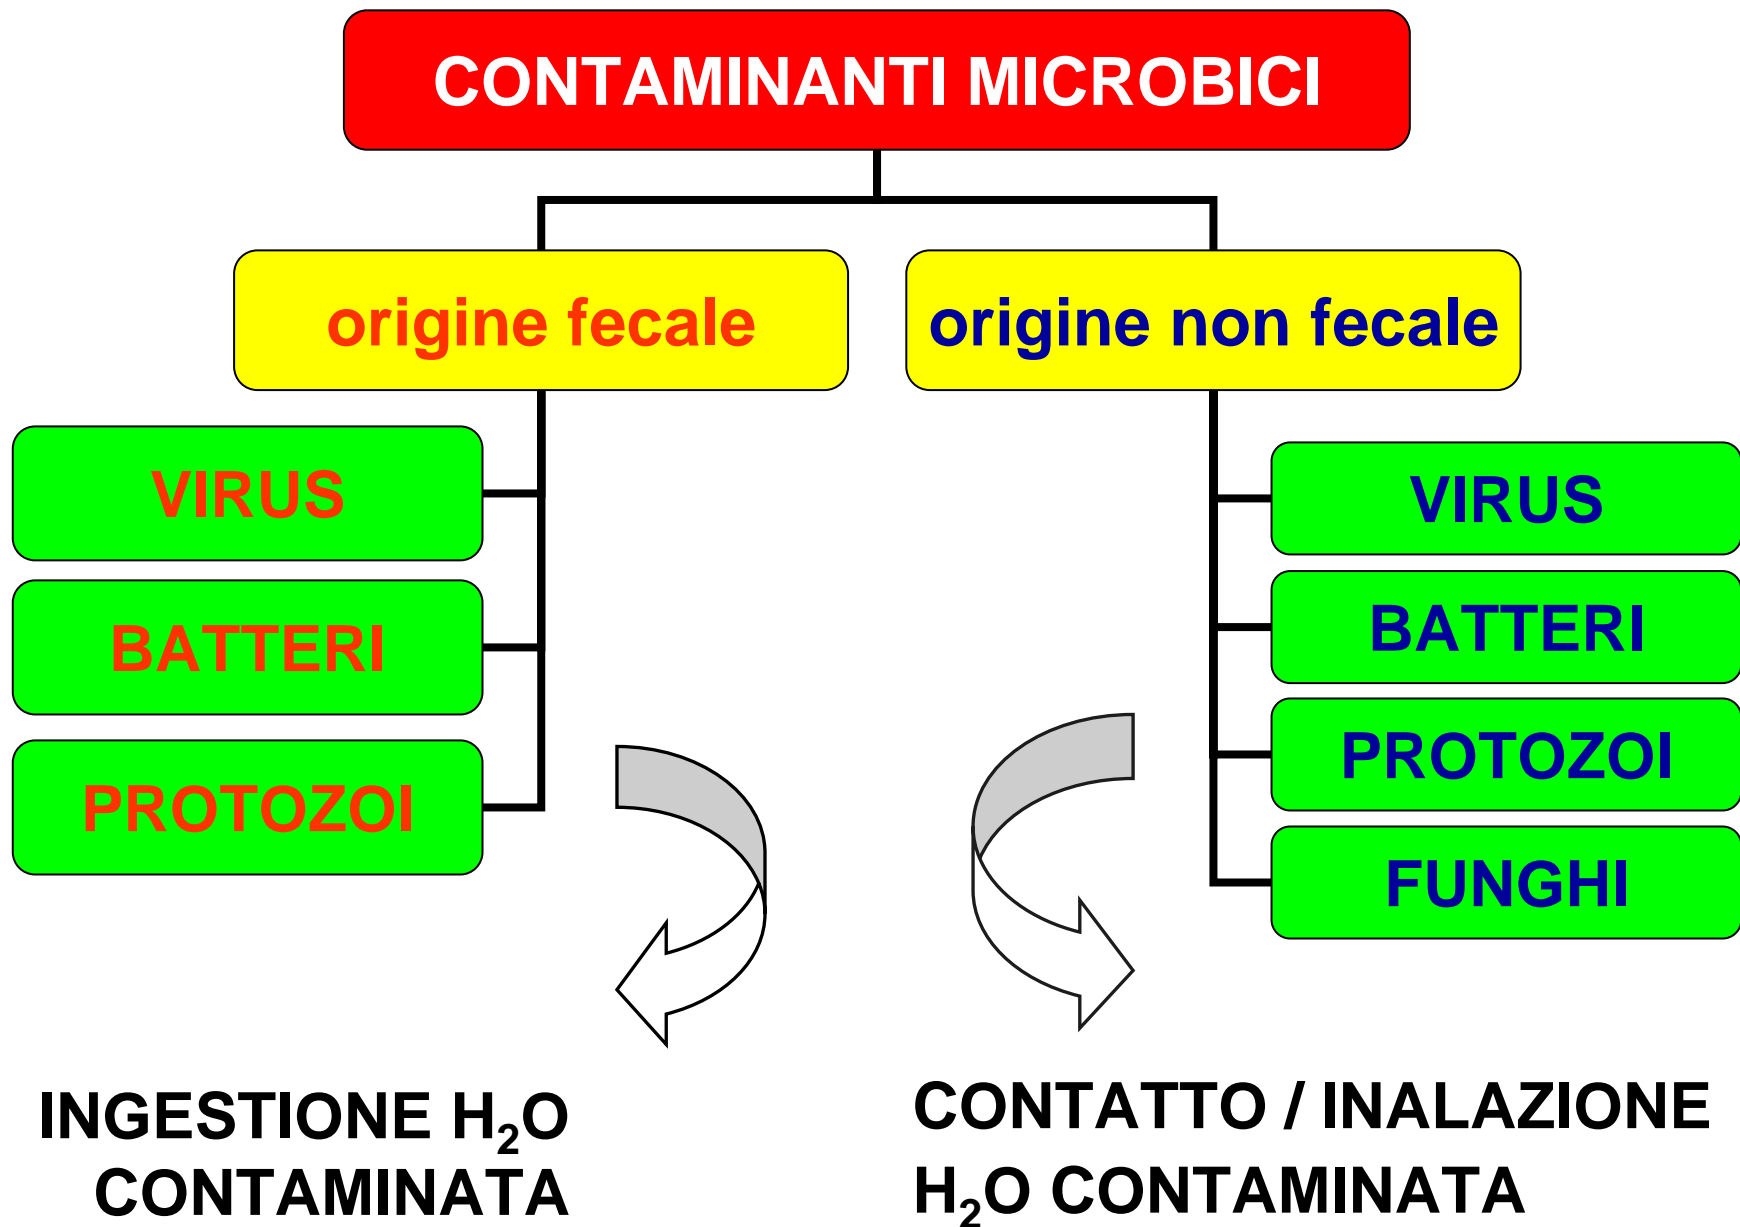 CONTAMINANTI MICROBICI
origine fecale
origine non fecale
VIRUS
BATTERI
PROTOZOI
VIRUS
BATTERI
PROTOZOI
FUNGHI
INGESTIONE H₂O
CONTAMINATA
CONTATTO / INALAZIONE
H₂O CONTAMINATA